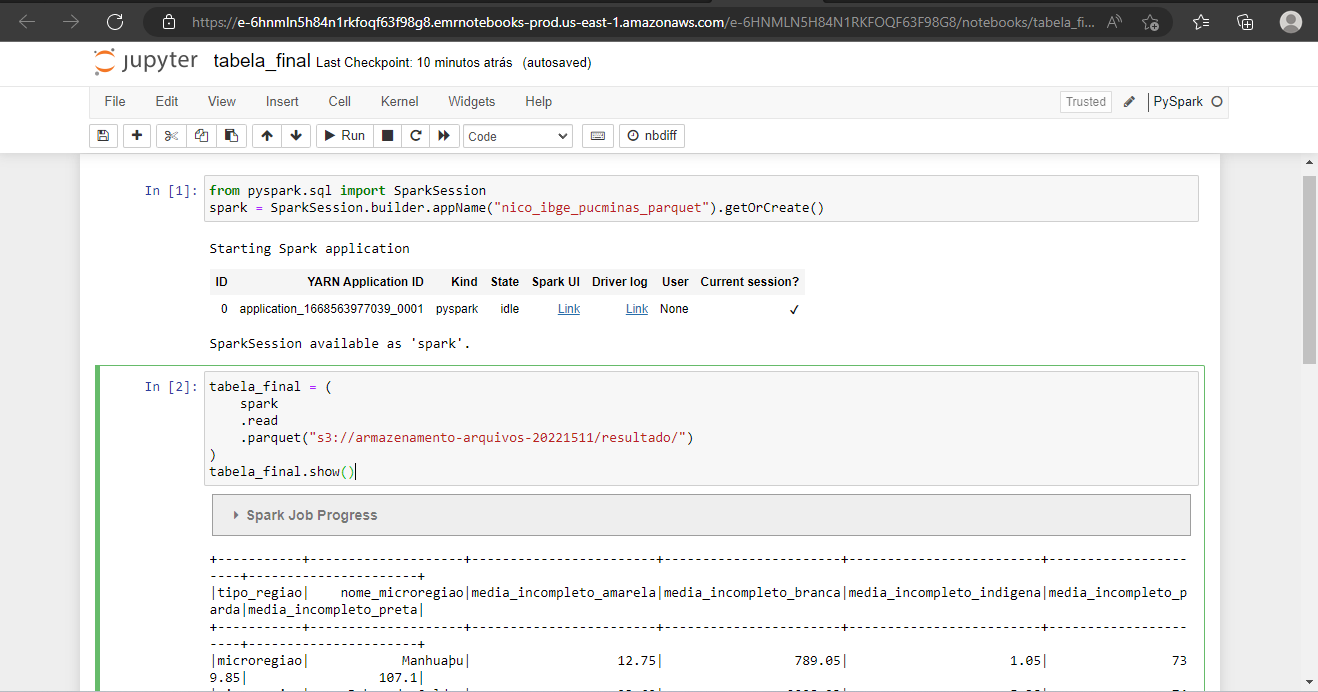 https://e-6hnmln5h84n1rkfoqf63f98g8.emrnotebooks-prod.us-east-1.amazonaws.com/e-6HNMLN5H84N1RKFOQF63F98G8/notebooks/tabela_fi...
jupyter tabela_final Last Checkpoint: 10 minutos atrás (autosaved)
File Edit View Insert Cell Kernel Widgets Help Trusted PySpark
Run Code nbdiff
In [1]: from pyspark.sql import SparkSession
spark = SparkSession.builder.appName("nico_ibge_pucminas_parquet").getOrCreate()
Starting Spark application
ID YARN Application ID Kind State Spark UI Driver log User Current session?
0 application_1668563977039_0001 pyspark idle Link Link None ✓
SparkSession available as 'spark'.
In [2]: tabela_final = (
spark
.read
.parquet("s3://armazenamento-arquivos-20221511/resultado/")
)
tabela_final.show()
Spark Job Progress
+-----------+--------------------+------------------------+-----------------------+-------------------------+------------------
----+----------------------+
|tipo_regiao| nome_microregiao|media_incompleto_amarela|media_incompleto_branca|media_incompleto_indigena|media_incompleto_p
arda|media_incompleto_preta|
+-----------+--------------------+------------------------+-----------------------+-------------------------+------------------
----+----------------------+
|microregiao| Manhuaþu| 12.75| 789.05| 1.05| 73
9.85| 107.1|